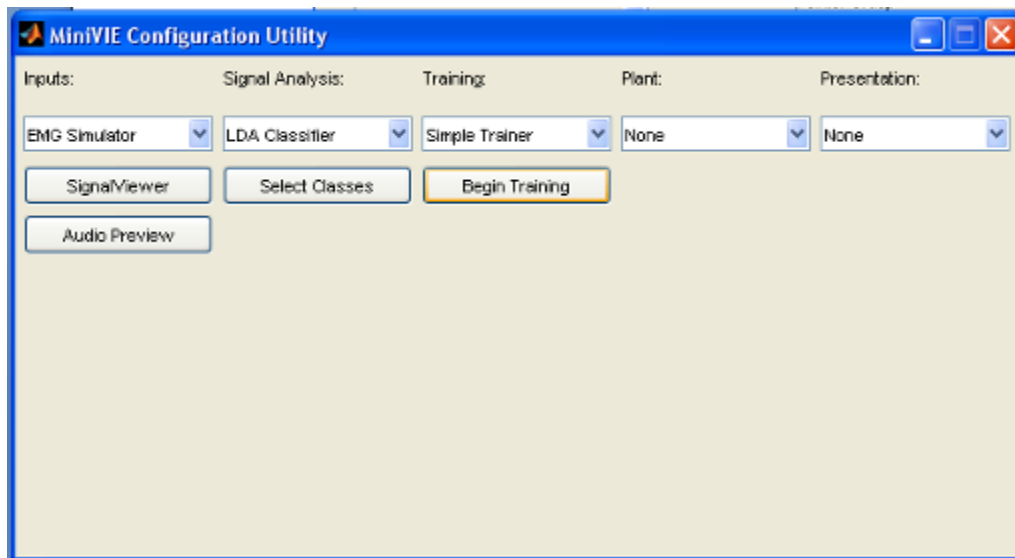 MiniVIE Configuration Utility
Inputs: Signal Analysis: Training: Plant: Presentation:
EMG Simulator LDA Classifier Simple Trainer None None
SignalViewer Select Classes Begin Training
Audio Preview